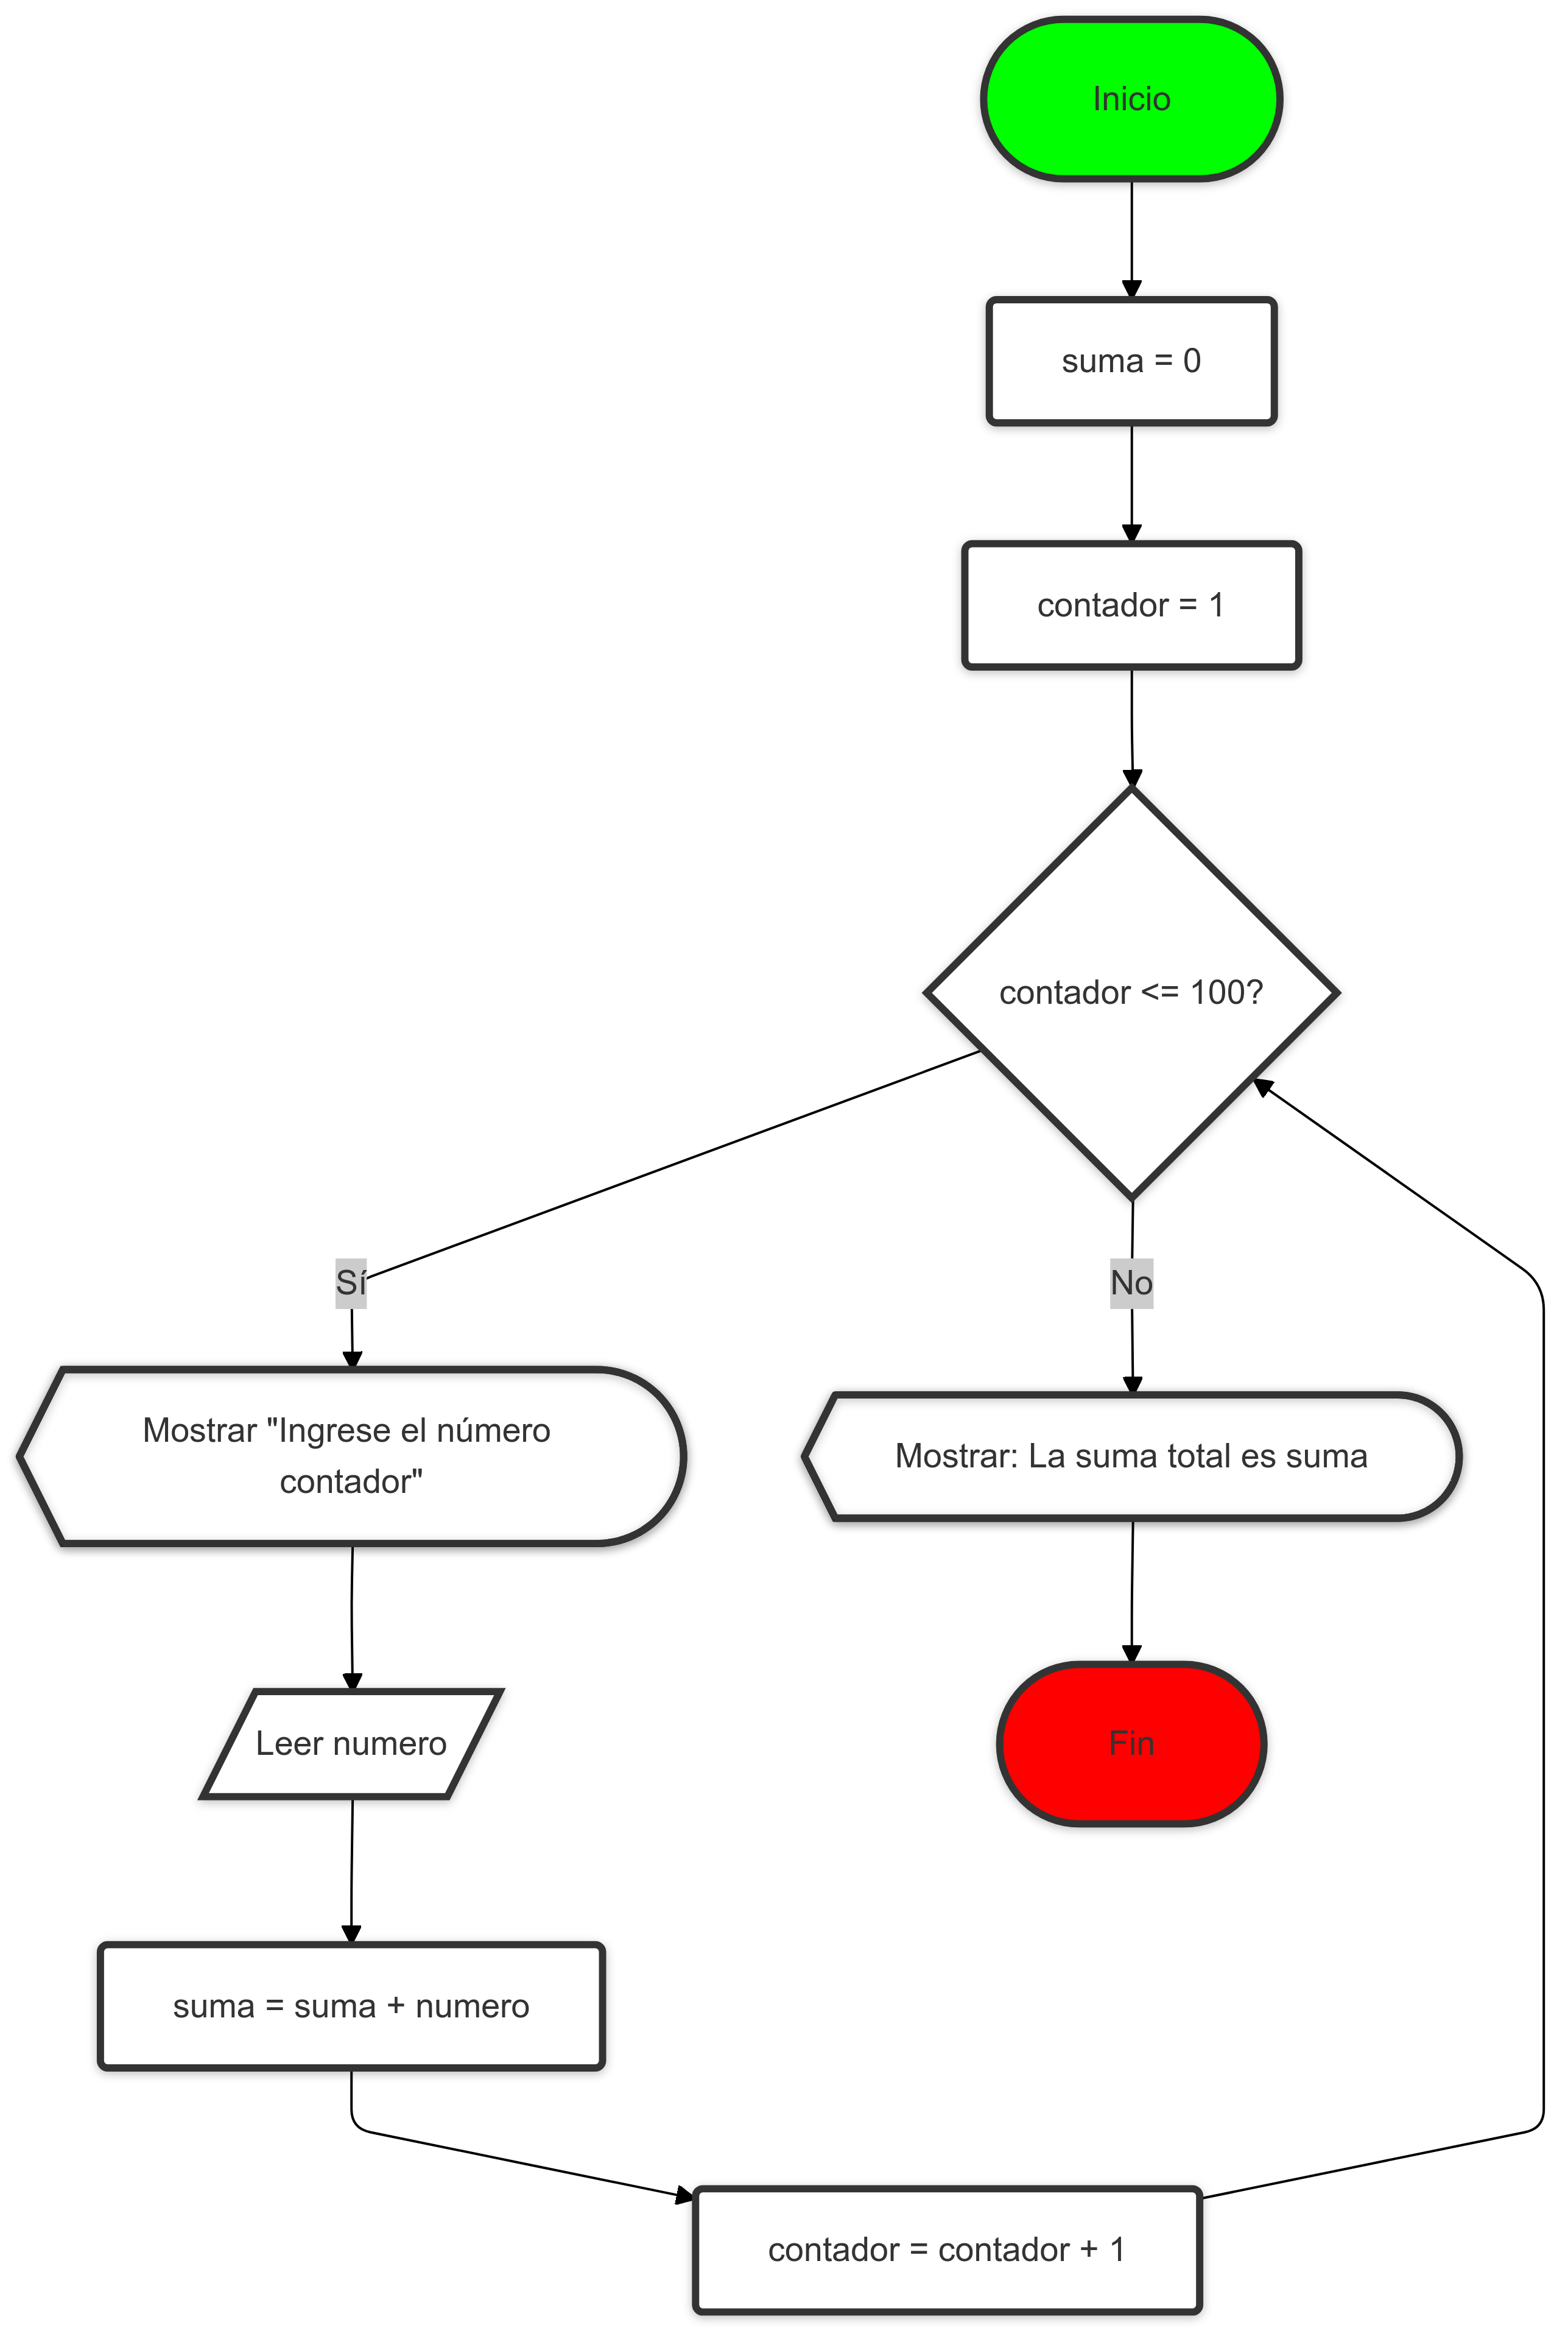 Inicio
suma = 0
contador = 1
contador <= 100?
Sí
No
Mostrar "Ingrese el número
contador"
Mostrar: La suma total es suma
Leer numero
Fin
suma = suma + numero
contador = contador + 1